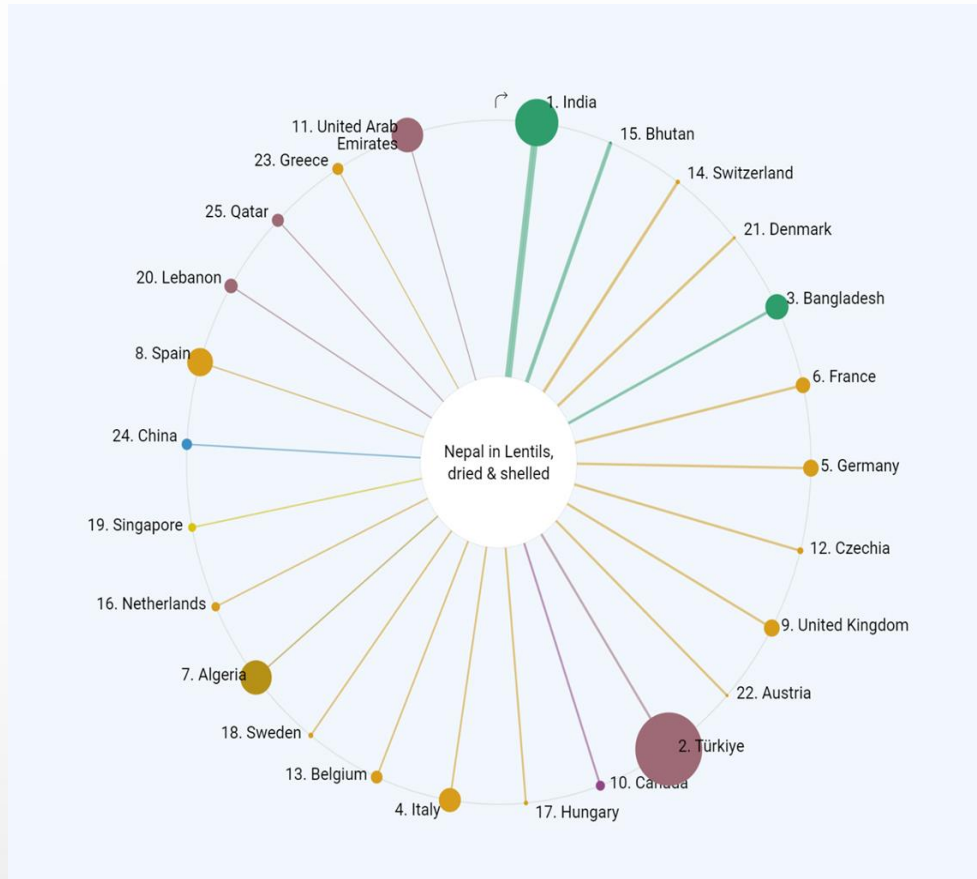 1. India
15. Bhutan
14. Switzerland
21. Denmark
3. Bangladesh
6. France
5. Germany
12. Czechia
9. United Kingdom
22. Austria
2. Türkiye
10. Canada
17. Hungary
4. Italy
13. Belgium
18. Sweden
7. Algeria
16. Netherlands
19. Singapore
24. China
8. Spain
20. Lebanon
25. Qatar
23. Greece
11. United Arab
Emirates
Nepal in Lentils,
dried & shelled